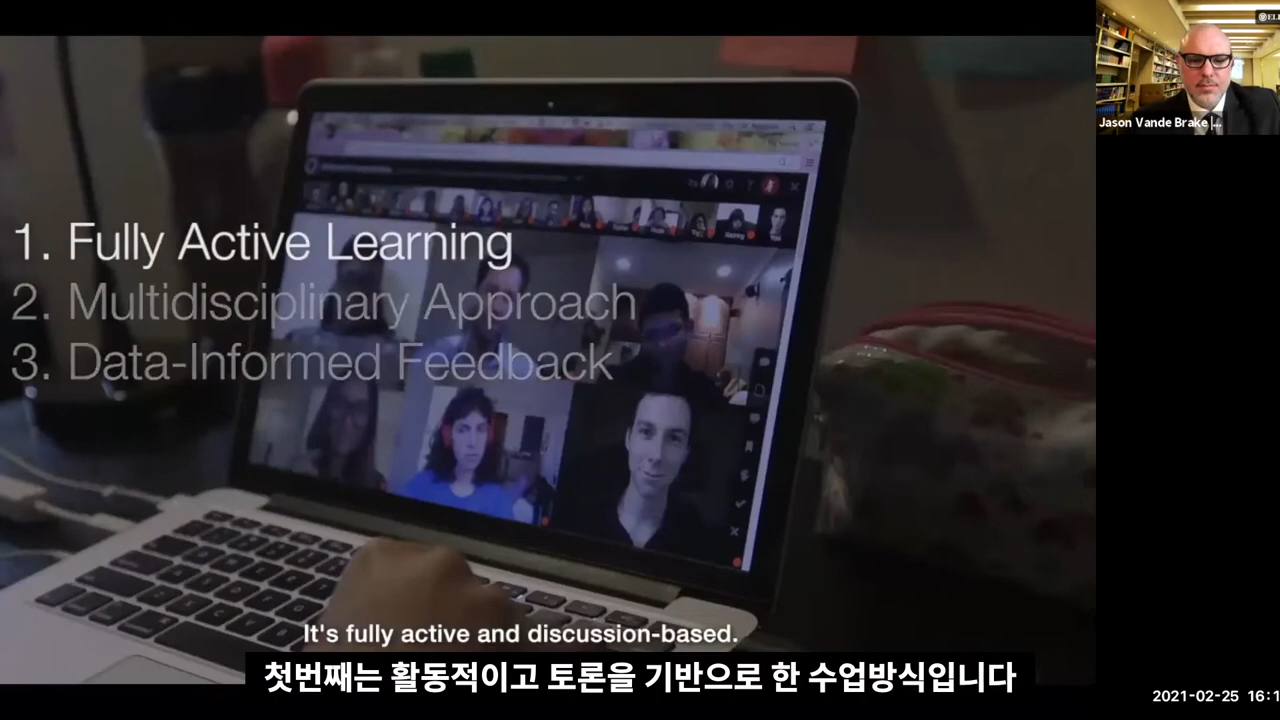 Jason Vande Brake |...
1. Fully Active Learning
2. Multidisciplinary Approach
3. Data-Informed Feedback
It's fully active and discussion-based.
첫번째는 활동적이고 토론을 기반으로 한 수업방식입니다
2021-02-25 16:1